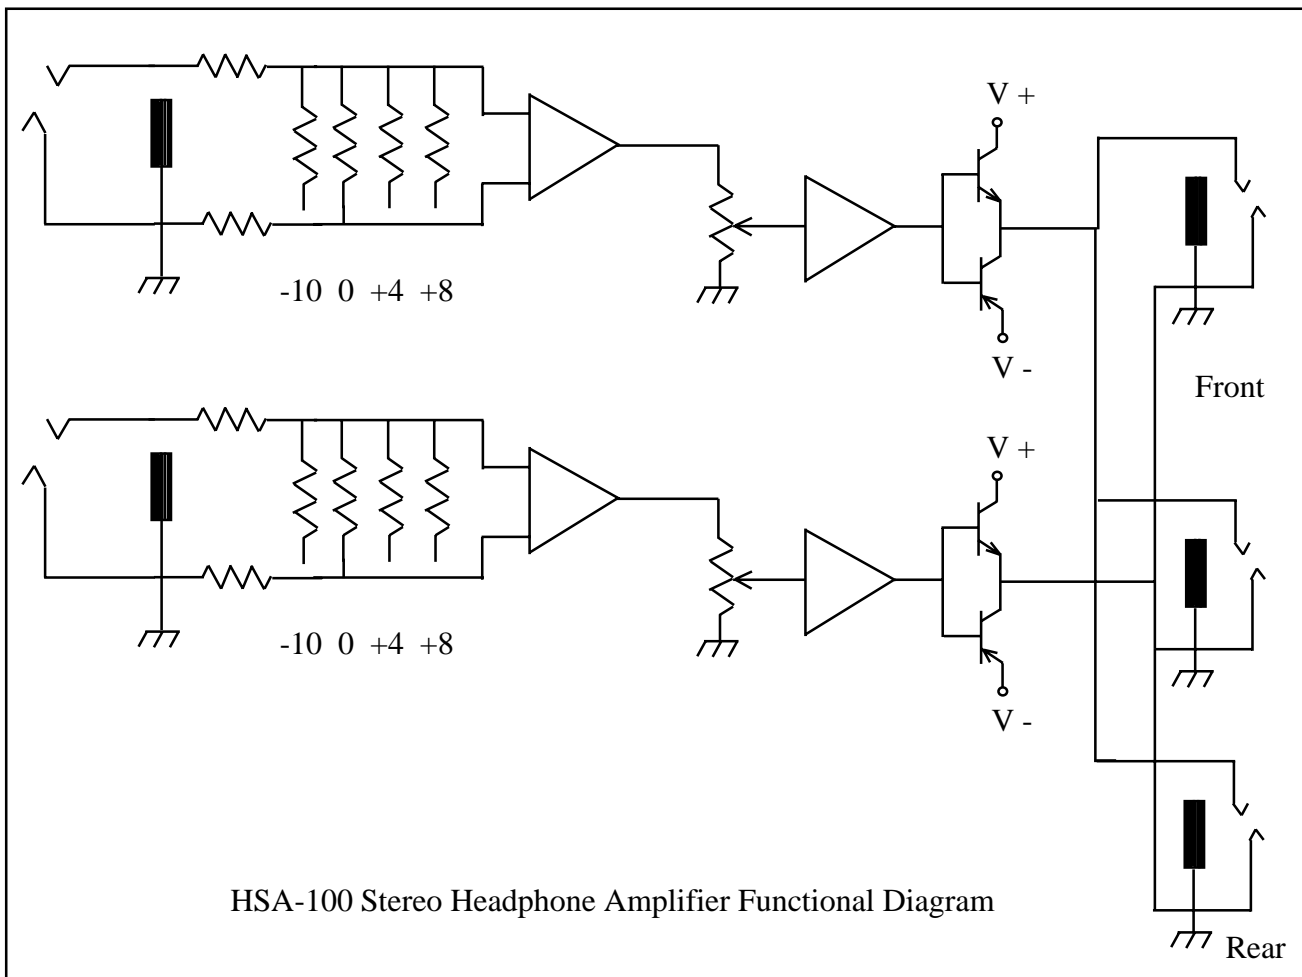 V +
-10 0 +4 +8
V -
Front
V +
-10 0 +4 +8
V -
HSA-100 Stereo Headphone Amplifier Functional Diagram
Rear